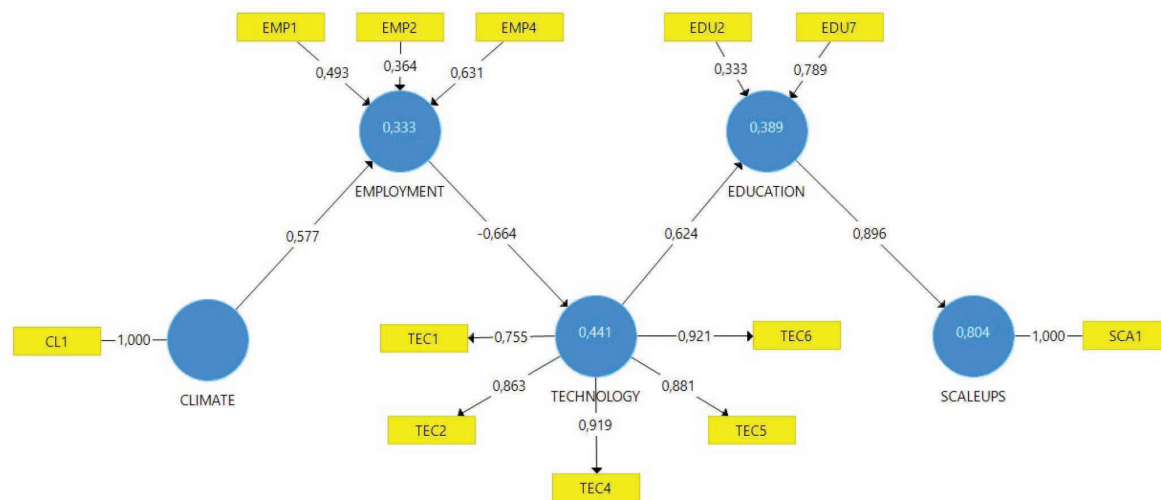 EMP1
EMP2
EMP4
EDU2
EDU7
0,493
0,364
0,631
0,333
0,789
0,333
0,389
EMPLOYMENT
EDUCATION
0,577
-0,664
0,624
0,896
CL1
1,000
CLIMATE
TEC1
0,755
0,441
0,921
TEC6
0,804
1,000
SCA1
TECHNOLOGY
SCALEUPS
0,863
0,919
0,881
TEC2
TEC5
TEC4